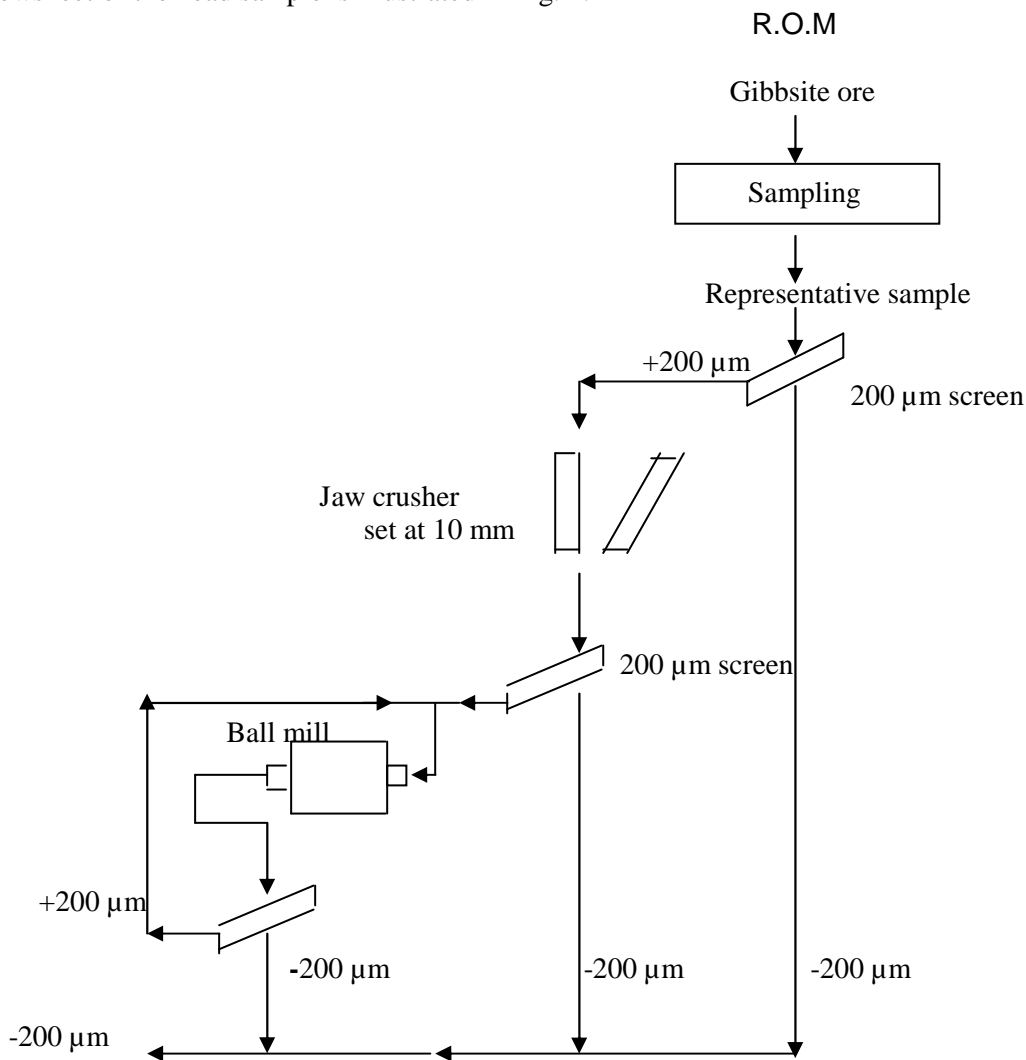 R.O.M
Gibbsite ore
Sampling
Representative sample
+200 µm
200 µm screen
Jaw crusher
set at 10 mm
200 µm screen
Ball mill
+200 µm
-200 µm
-200 µm
-200 µm
-200 µm